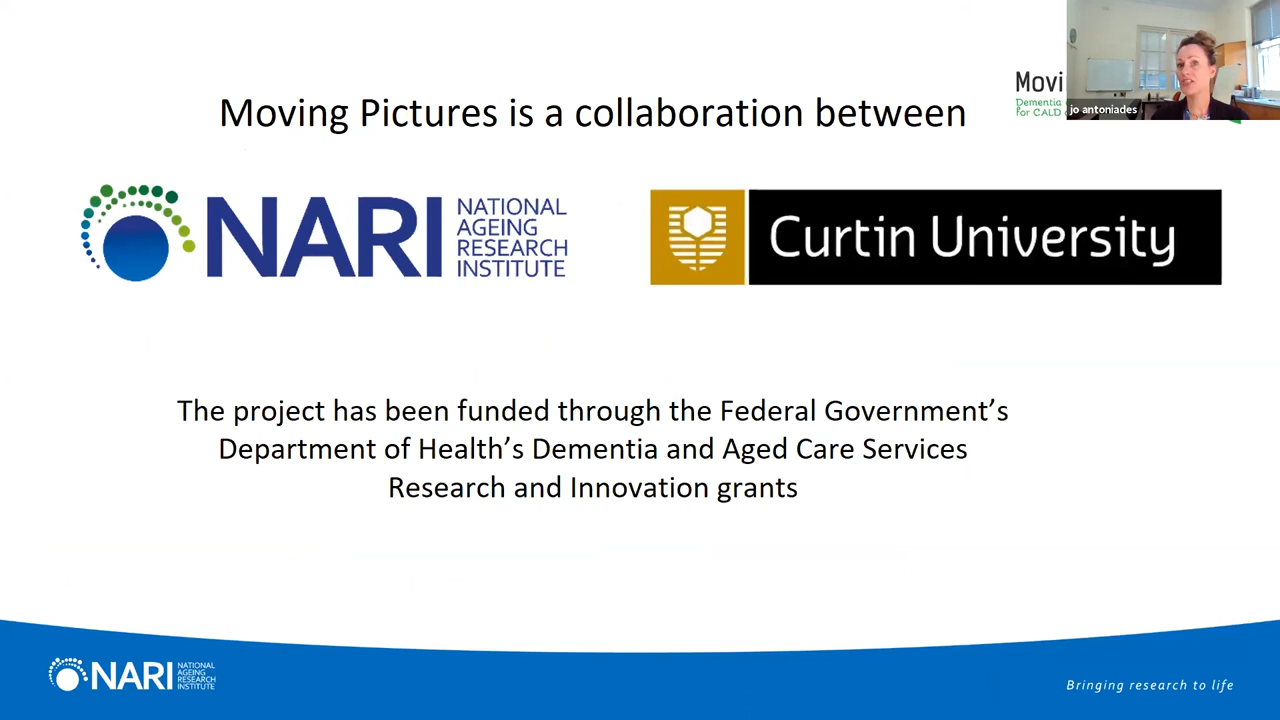 Moving Pictures is a collaboration between
Dementia
for CALD
jo antoniades
NARI
NATIONAL
AGEING
RESEARCH
INSTITUTE
Curtin University
The project has been funded through the Federal Government’s
Department of Health’s Dementia and Aged Care Services
Research and Innovation grants
NARI
NATIONAL
AGEING
RESEARCH
INSTITUTE
Bringing research to life